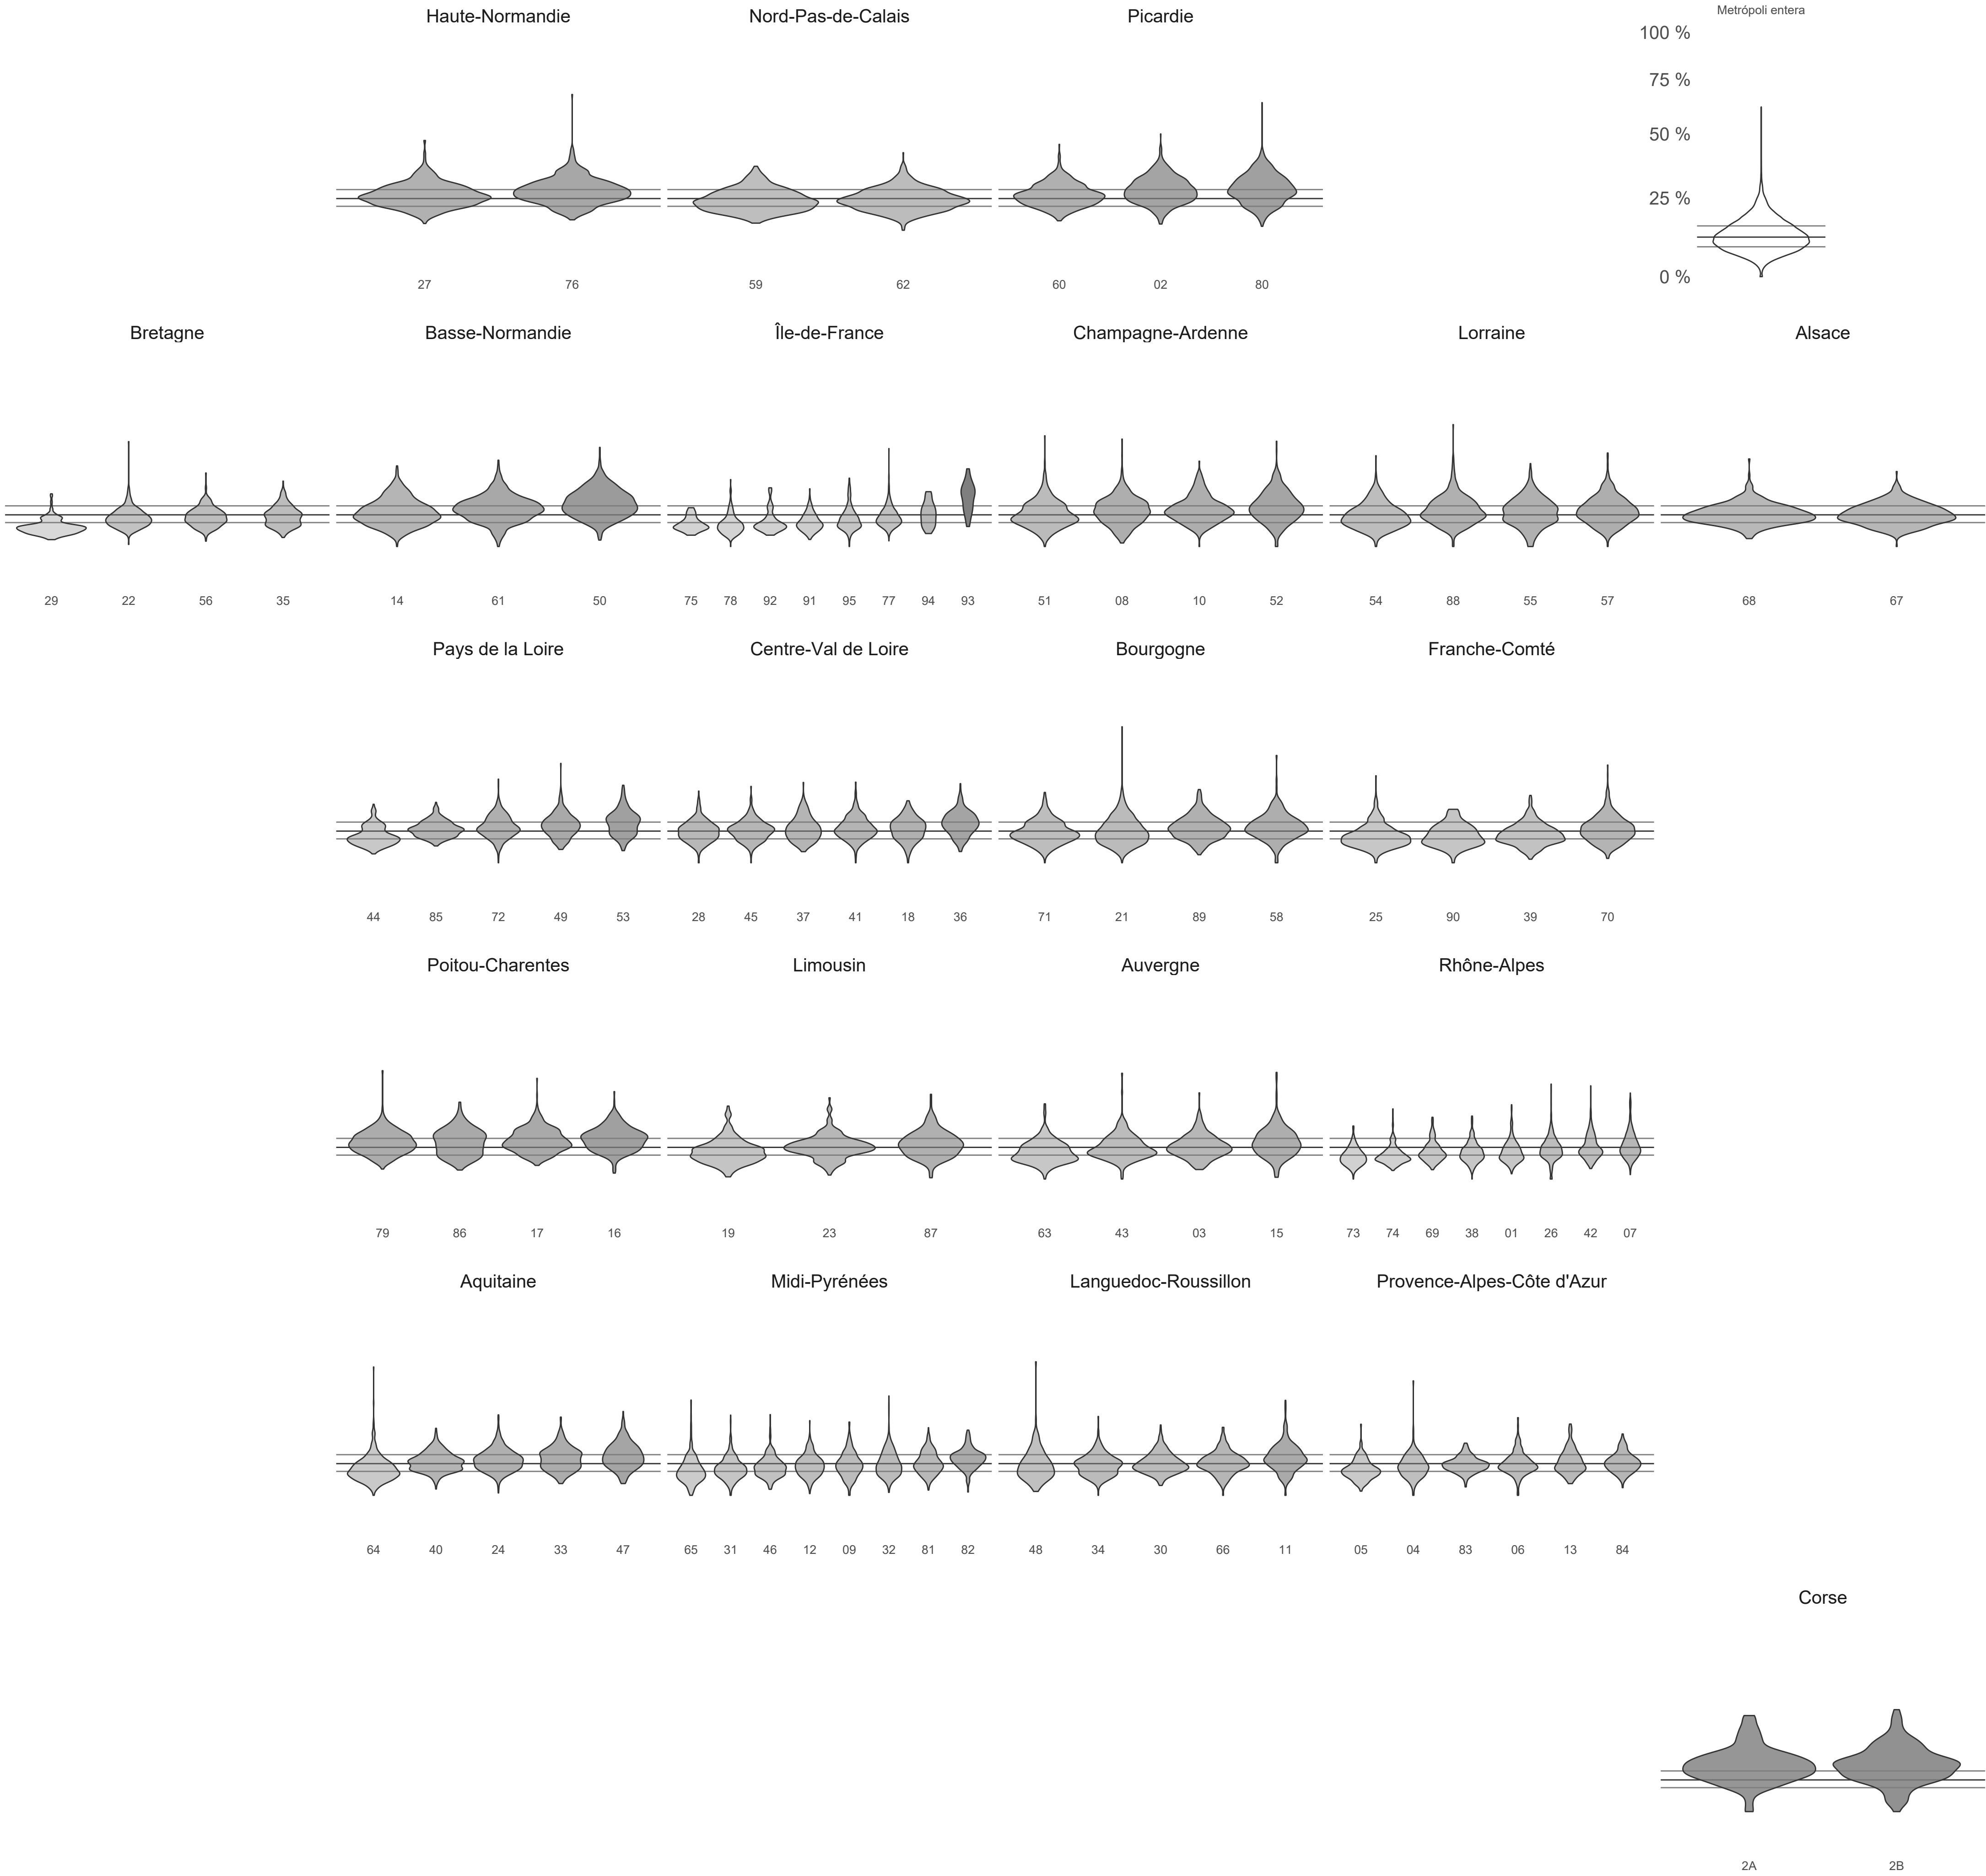 Haute-Normandie Nord-Pas-de-Calais Picardie Metrópoli entera
100 %
75 %
50 %
25 %
0 %
27 76 59 62 60 02 80
Bretagne Basse-Normandie Île-de-France Champagne-Ardenne Lorraine Alsace
29 22 56 35 14 61 50 75 78 92 91 95 77 94 93 51 08 10 52 54 88 55 57 68 67
Pays de la Loire Centre-Val de Loire Bourgogne Franche-Comté
44 85 72 49 53 28 45 37 41 18 36 71 21 89 58 25 90 39 70
Poitou-Charentes Limousin Auvergne Rhône-Alpes
79 86 17 16 19 23 87 63 43 03 15 73 74 69 38 01 26 42 07
Aquitaine Midi-Pyrénées Languedoc-Roussillon Provence-Alpes-Côte d'Azur
64 40 24 33 47 65 31 46 12 09 32 81 82 48 34 30 66 11 05 04 83 06 13 84
Corse
2A 2B